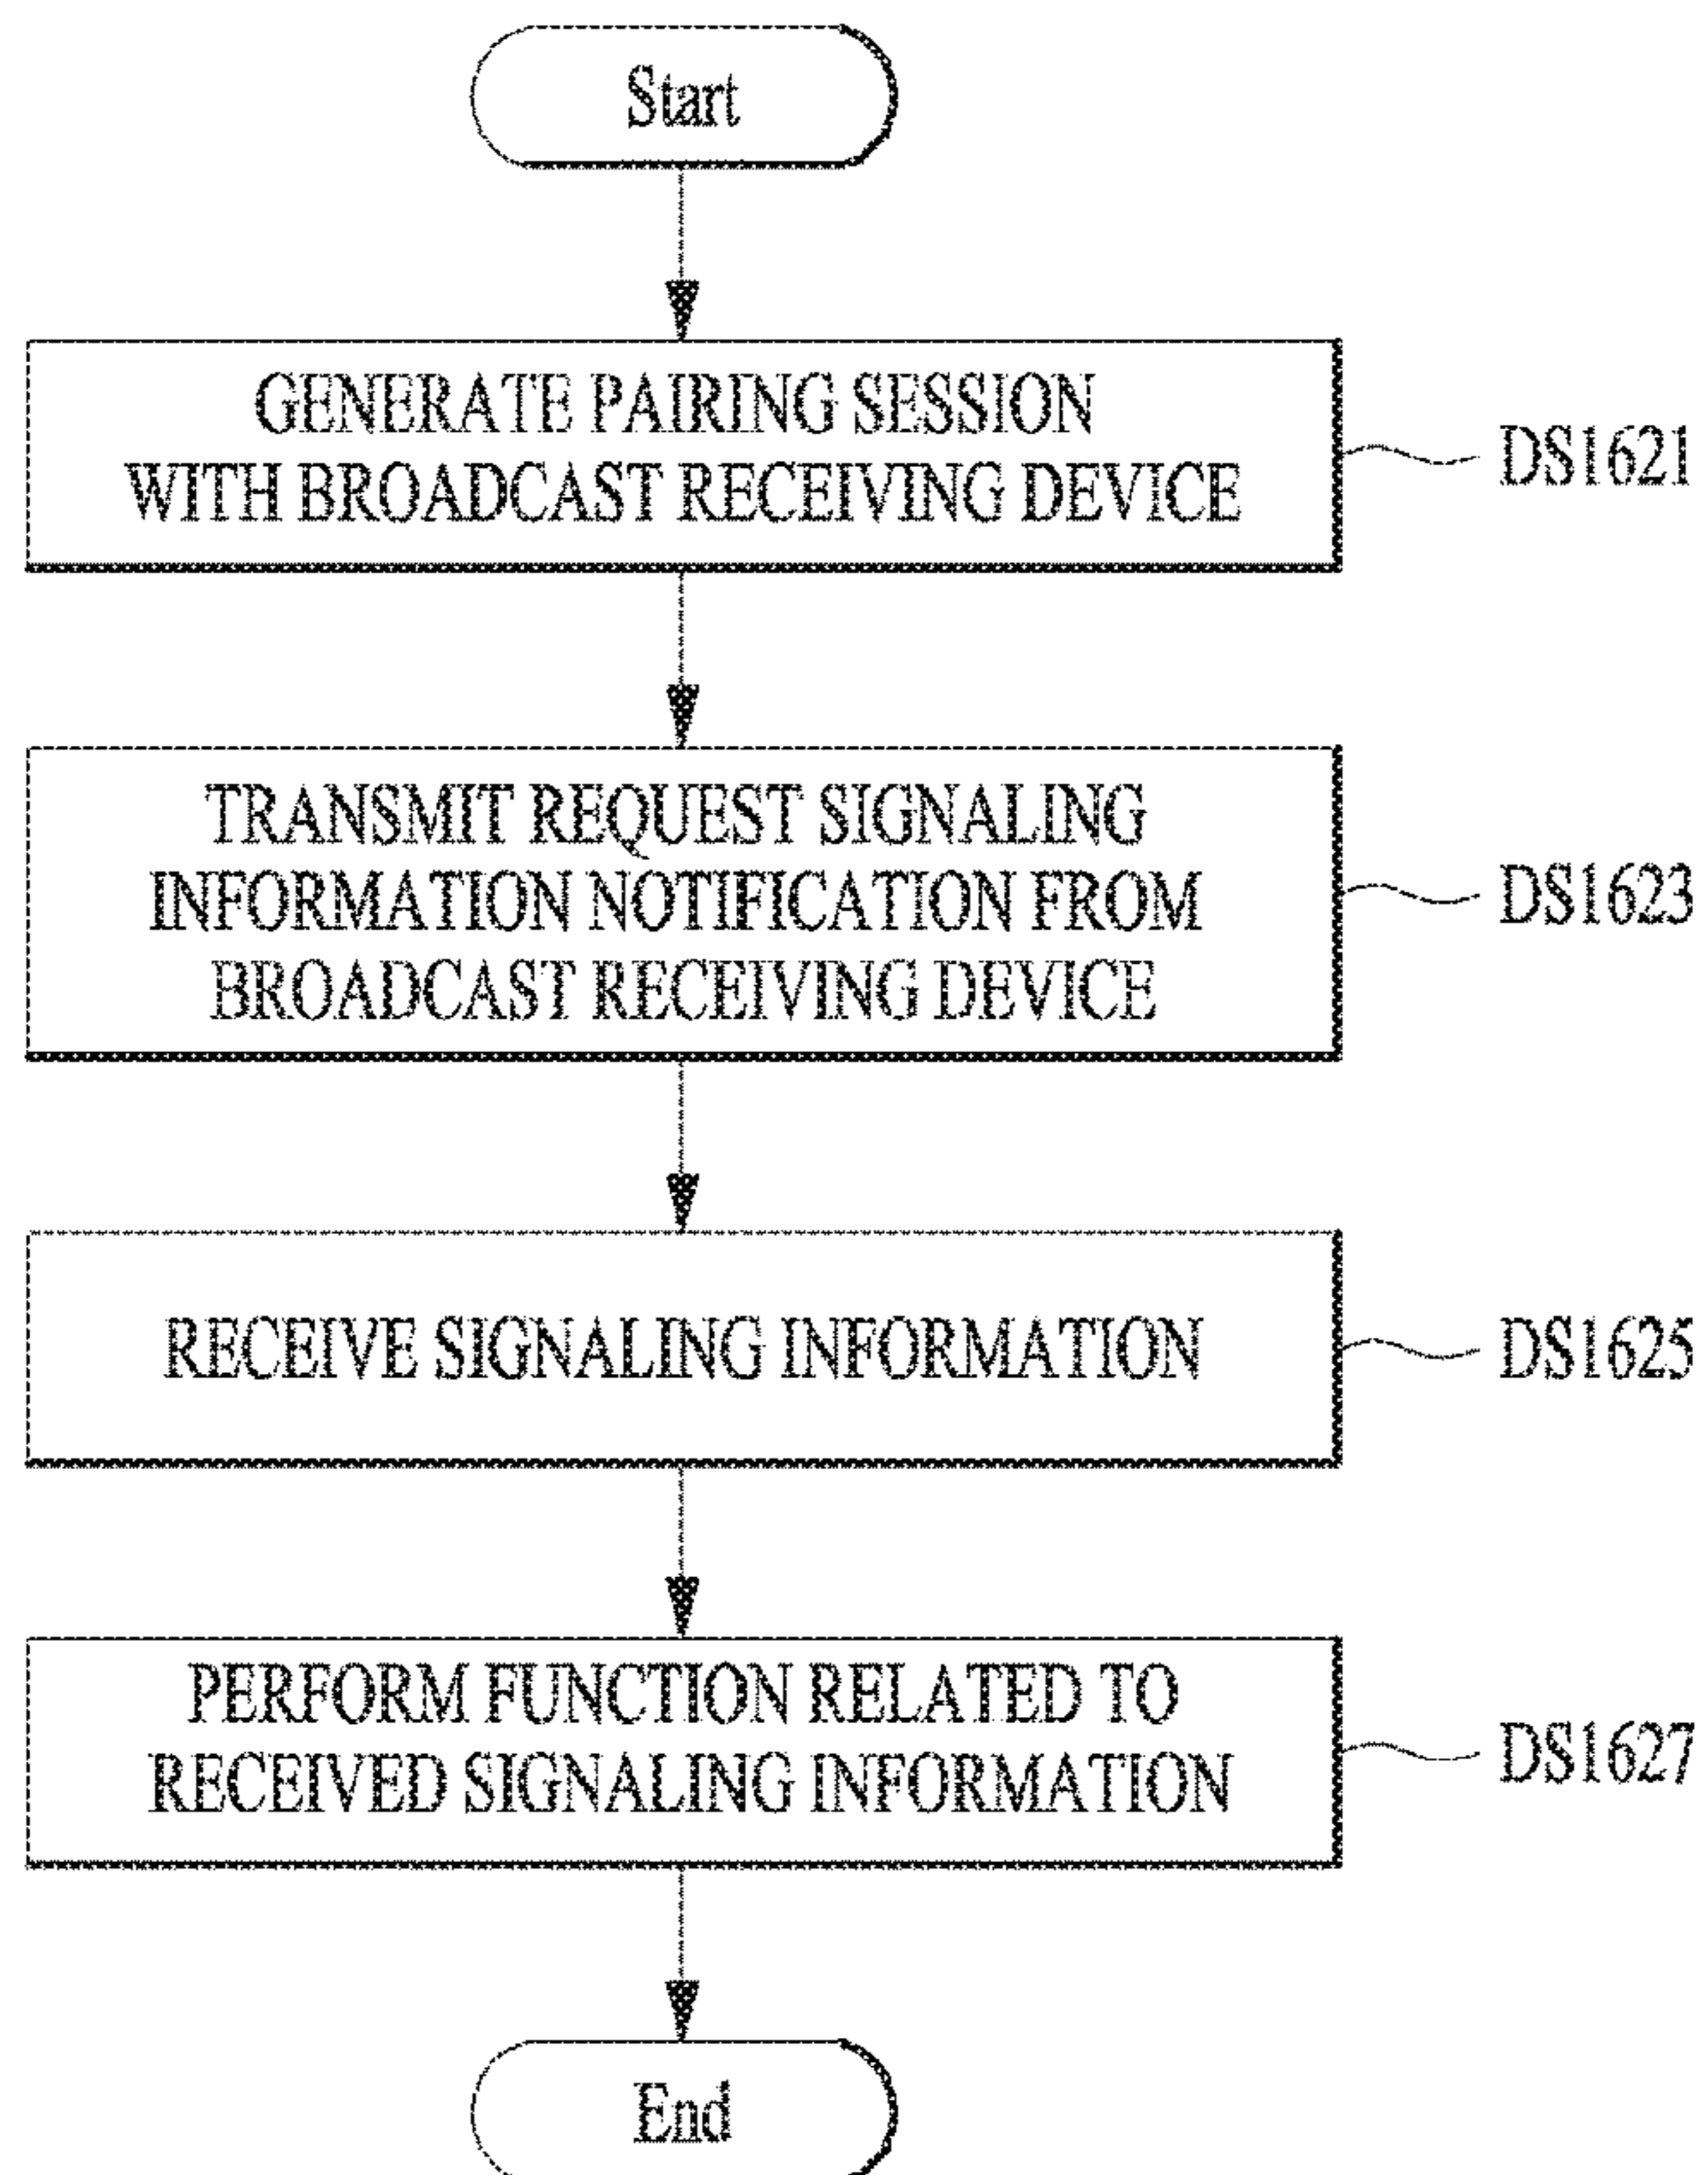 Start
GENERATE PAIRING SESSION
WITH BROADCAST RECEIVING DEVICE
DS1621
TRANSMIT REQUEST SIGNALING
INFORMATION NOTIFICATION FROM
BROADCAST RECEIVING DEVICE
DS1623
RECEIVE SIGNALING INFORMATION
DS1625
PERFORM FUNCTION RELATED TO
RECEIVED SIGNALING INFORMATION
DS1627
End